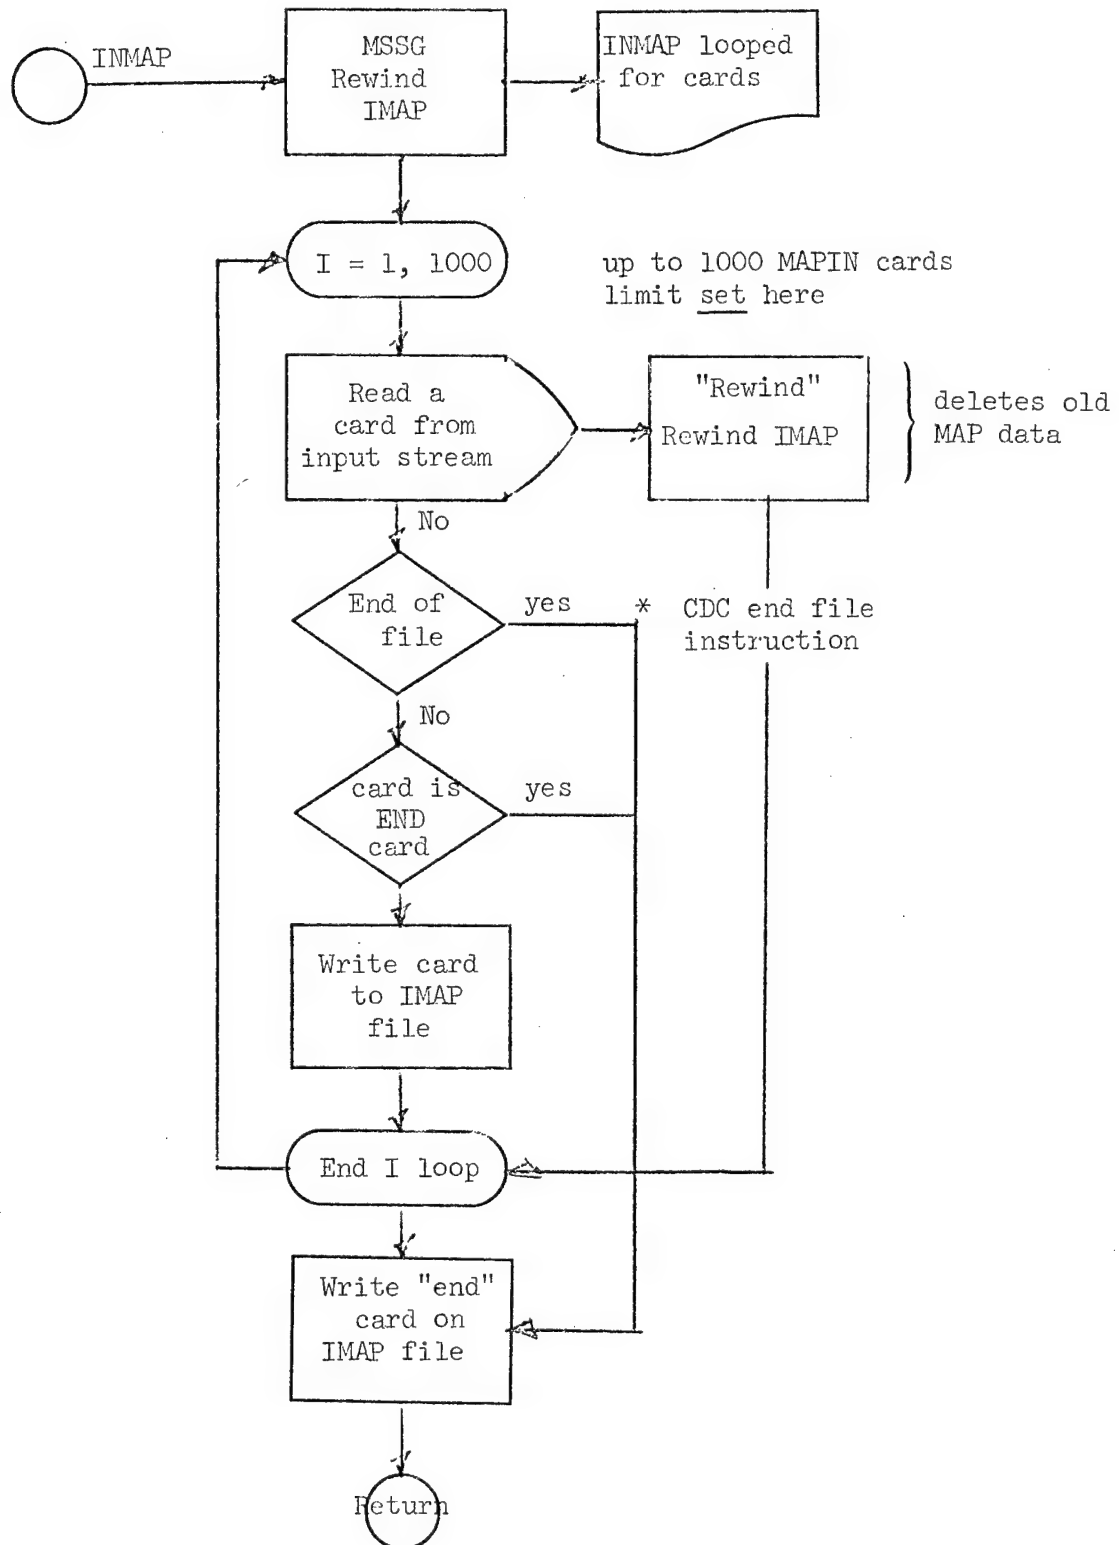 INMAP
MSSG
Rewind
IMAP
INMAP looped
for cards
I = 1, 1000
up to 1000 MAPIN cards
limit set here
Read a
card from
input stream
"Rewind"
Rewind IMAP
deletes old
MAP data
No
End of
file
yes
* CDC end file
instruction
No
card is
END
card
yes
Write card
to IMAP
file
End I loop
Write "end"
card on
IMAP file
Return